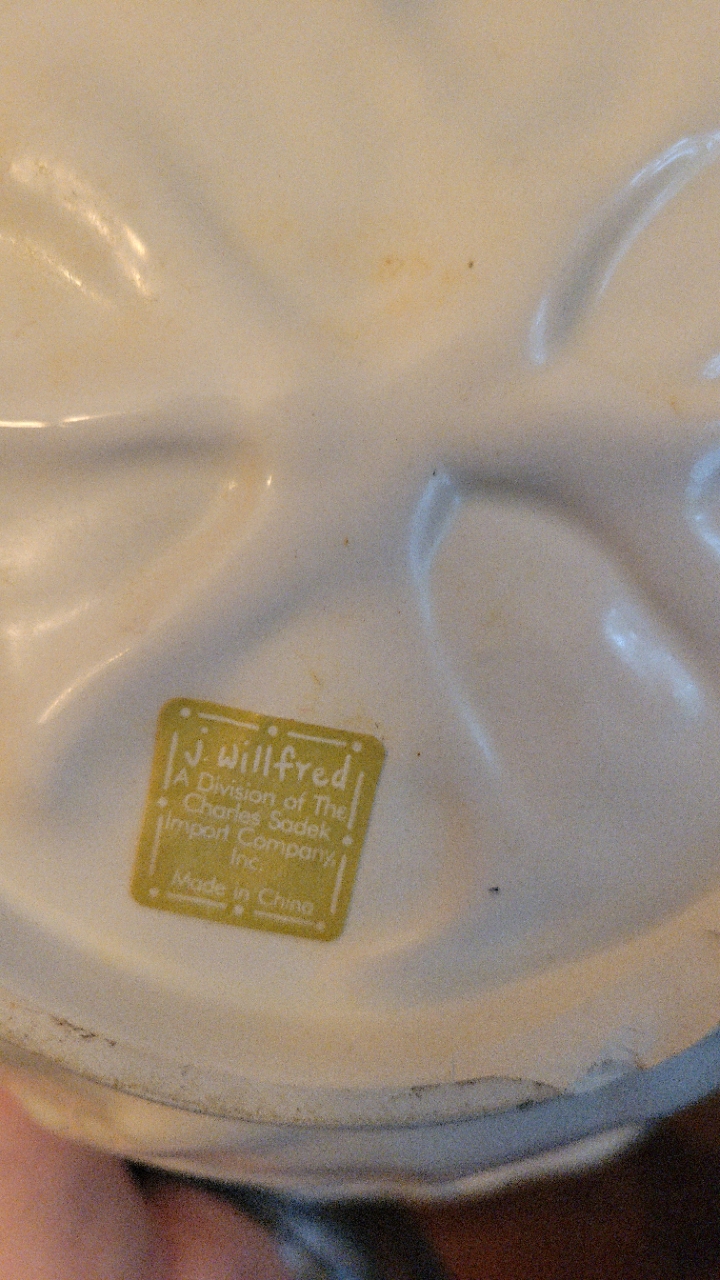 j. willfred
A Division of The
Charles Sadek
Import Company,
Inc.
Made in China